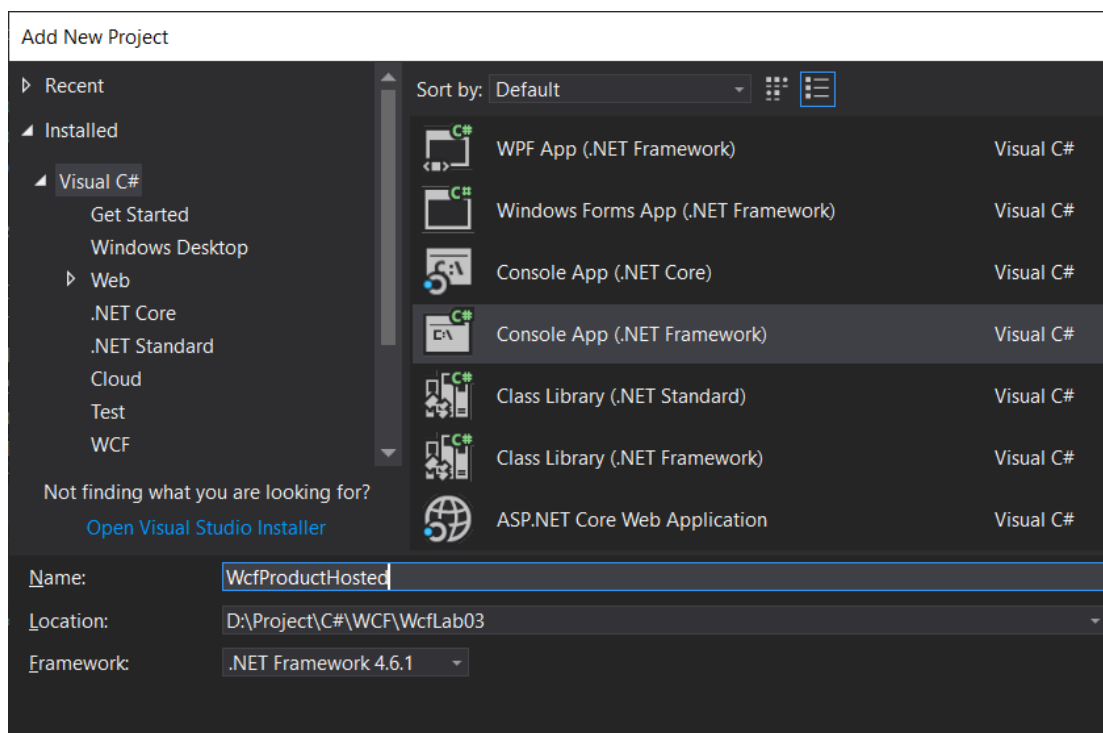 Add New Project
Recent
Installed
Visual C#
Get Started
Windows Desktop
Web
.NET Core
.NET Standard
Cloud
Test
WCF
Not finding what you are looking for?
Open Visual Studio Installer
Sort by: Default
WPF App (.NET Framework) Visual C#
Windows Forms App (.NET Framework) Visual C#
Console App (.NET Core) Visual C#
Console App (.NET Framework) Visual C#
Class Library (.NET Standard) Visual C#
Class Library (.NET Framework) Visual C#
ASP.NET Core Web Application Visual C#
Name: WcfProductHosted
Location: D:\Project\C#\WCF\WcfLab03
Framework: .NET Framework 4.6.1